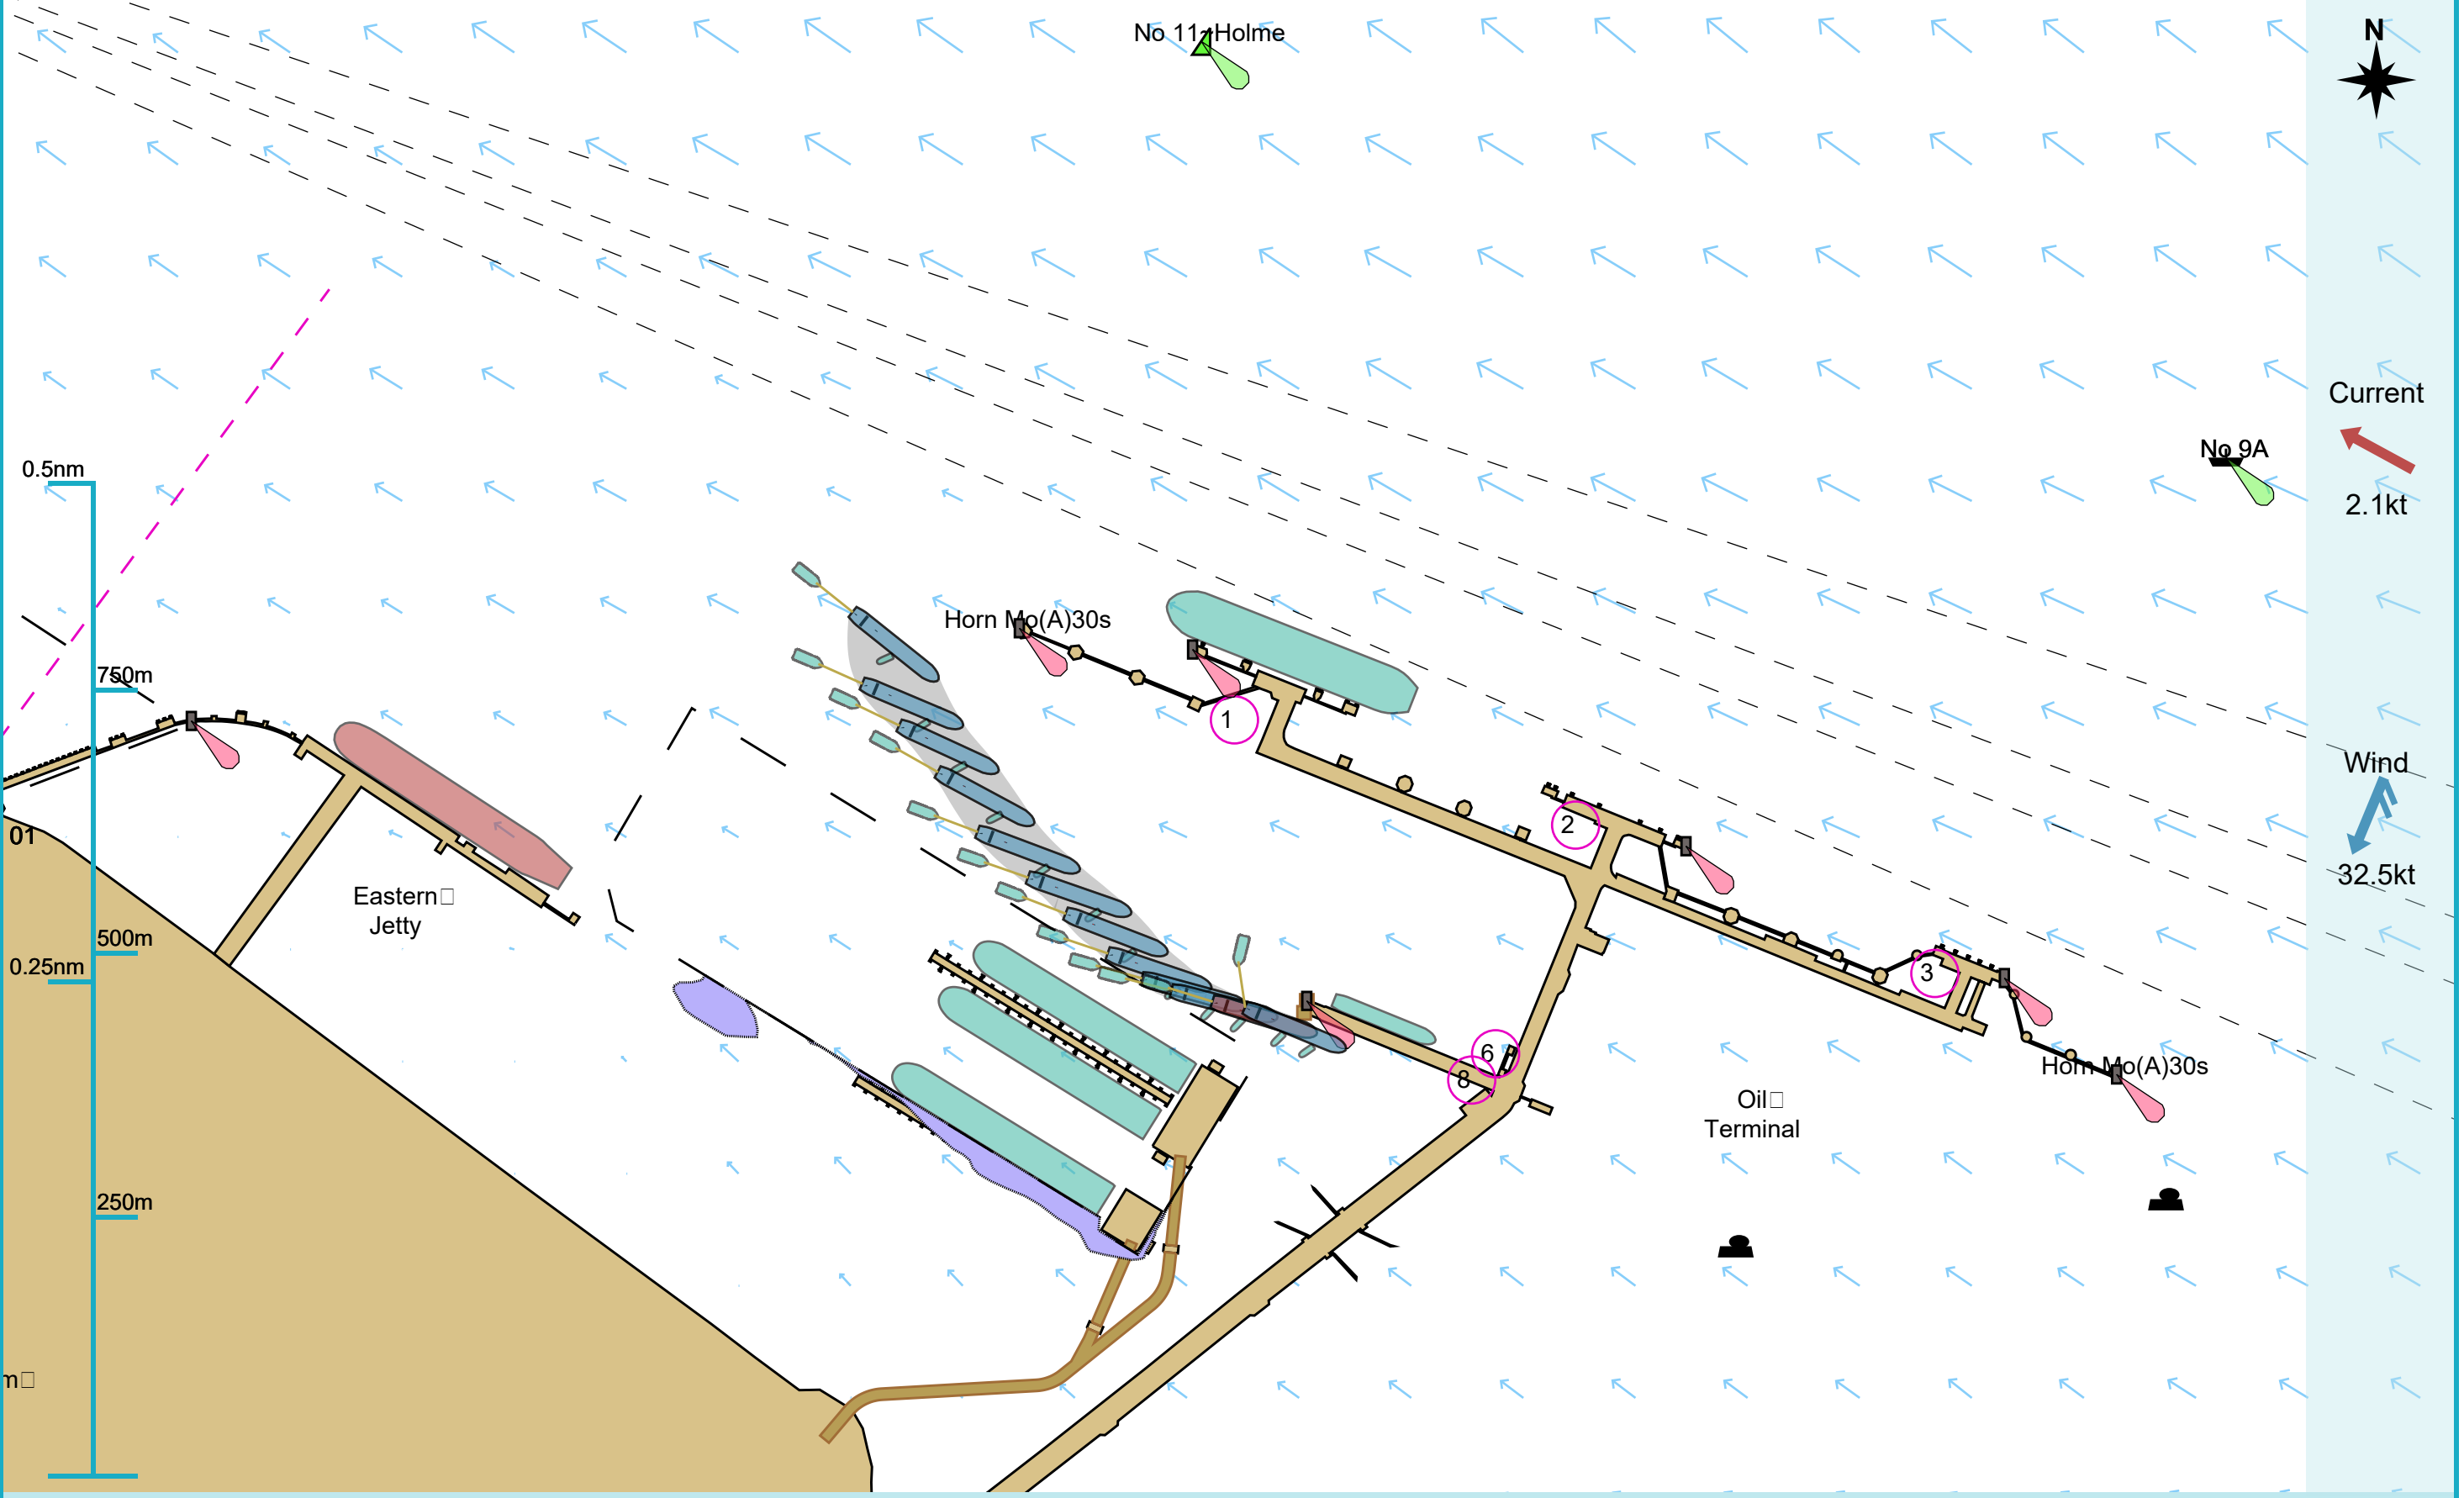 No 11 Holme
N
Current
2.1kt
No 9A
0.5nm
Horn Mo(A)30s
750m
1
Wind
32.5kt
2
01
Eastern
Jetty
500m
0.25nm
3
6
8
Horn Mo(A)30s
Oil
Terminal
250m
m